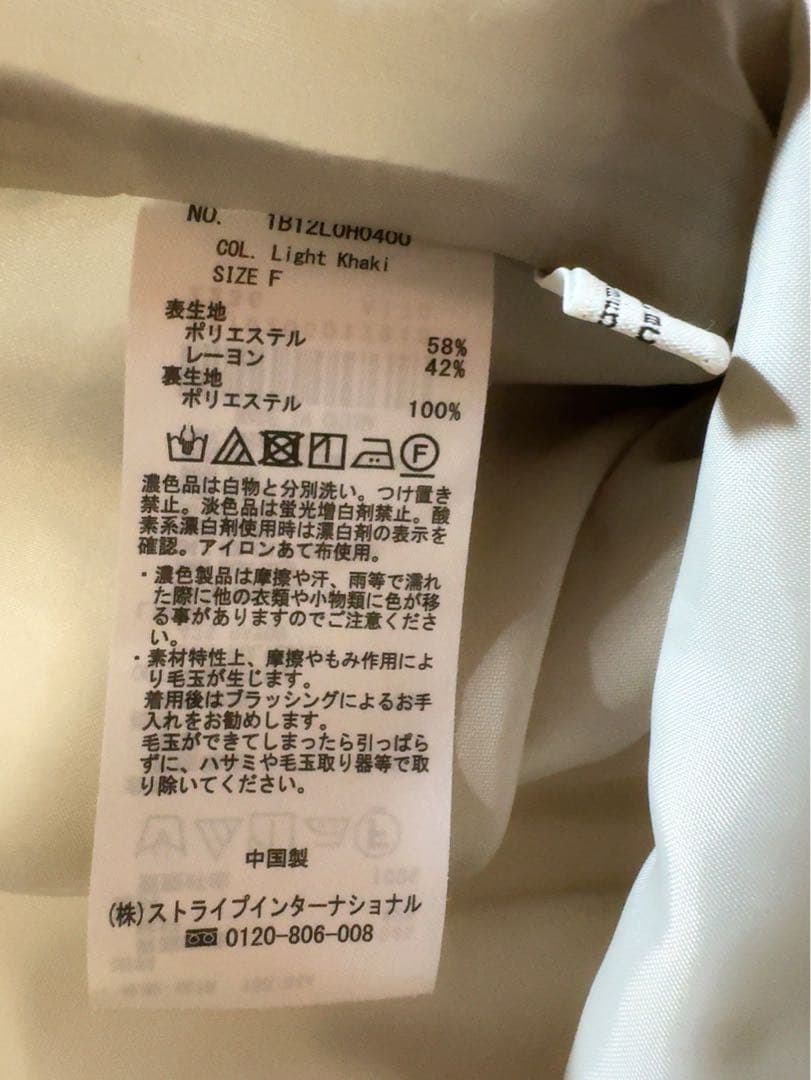 NO. 1B12L0H0400
COL. Light Khaki
SIZE F
表生地
ポリエステル 58%
レーヨン 42%
裏生地
ポリエステル 100%
F
濃色品は白物と分別洗い。つけ置き
禁止。淡色品は蛍光増白剤禁止。酸
素系漂白剤使用時は漂白剤の表示を
確認。アイロンあて布使用。
・濃色製品は摩擦や汗、雨等で濡れ
た際に他の衣類や小物類に色が移
る事がありますのでご注意くださ
い。
・素材特性上、摩擦やもみ作用によ
り毛玉が生じます。
着用後はブラッシングによるお手
入れをお勧めします。
毛玉ができてしまったら引っぱら
ずに、ハサミや毛玉取り器等で取
り除いてください。
中国製
(株)ストライプインターナショナル
0120-806-008